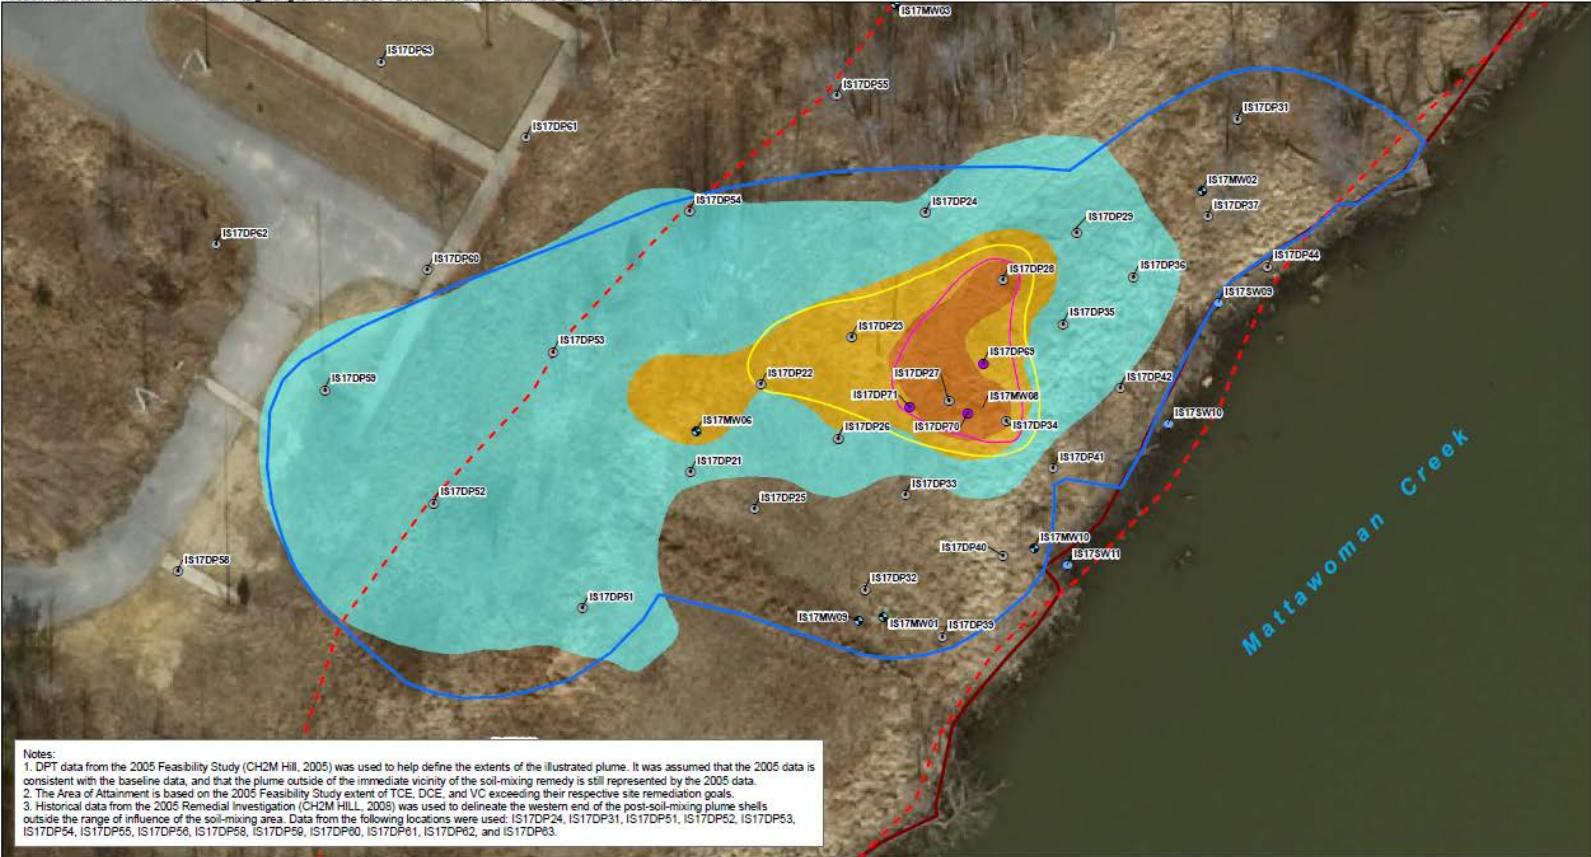 IS17MW03
IS17DP63
IS17DP55
IS17DP31
IS17DP61
IS17MW02
IS17DP54
IS17DP24
IS17DP37
IS17DP29
IS17DP62
IS17DP60
IS17DP44
IS17DP28
IS17DP36
IS17SW09
IS17DP35
IS17DP23
IS17DP53
IS17DP69
IS17DP22
IS17DP27
IS17DP59
IS17DP42
IS17DP71
IS17MW08
IS17SW10
IS17MW06
IS17DP26
IS17DP70
IS17DP34
IS17DP41
IS17DP21
IS17DP33
IS17DP52
IS17DP25
Mattawoman Creek
IS17MW10
IS17DP40
IS17SW11
IS17DP58
IS17DP32
IS17DP51
IS17MW09
IS17MW01
IS17DP39
Notes:
1. DPT data from the 2005 Feasibility Study (CH2M Hill, 2005) was used to help define the extents of the illustrated plume. It was assumed that the 2005 data is
consistent with the baseline data, and that the plume outside of the immediate vicinity of the soil-mixing remedy is still represented by the 2005 data.
2. The Area of Attainment is based on the 2005 Feasibility Study extent of TCE, DCE, and VC exceeding their respective site remediation goals.
3. Historical data from the 2005 Remedial Investigation (CH2M HILL, 2008) was used to delineate the western end of the post-soil-mixing plume shells
outside the range of influence of the soil-mixing area. Data from the following locations were used: IS17DP24, IS17DP31, IS17DP51, IS17DP52, IS17DP53,
IS17DP54, IS17DP55, IS17DP56, IS17DP58, IS17DP59, IS17DP60, IS17DP61, IS17DP62, and IS17DP63.